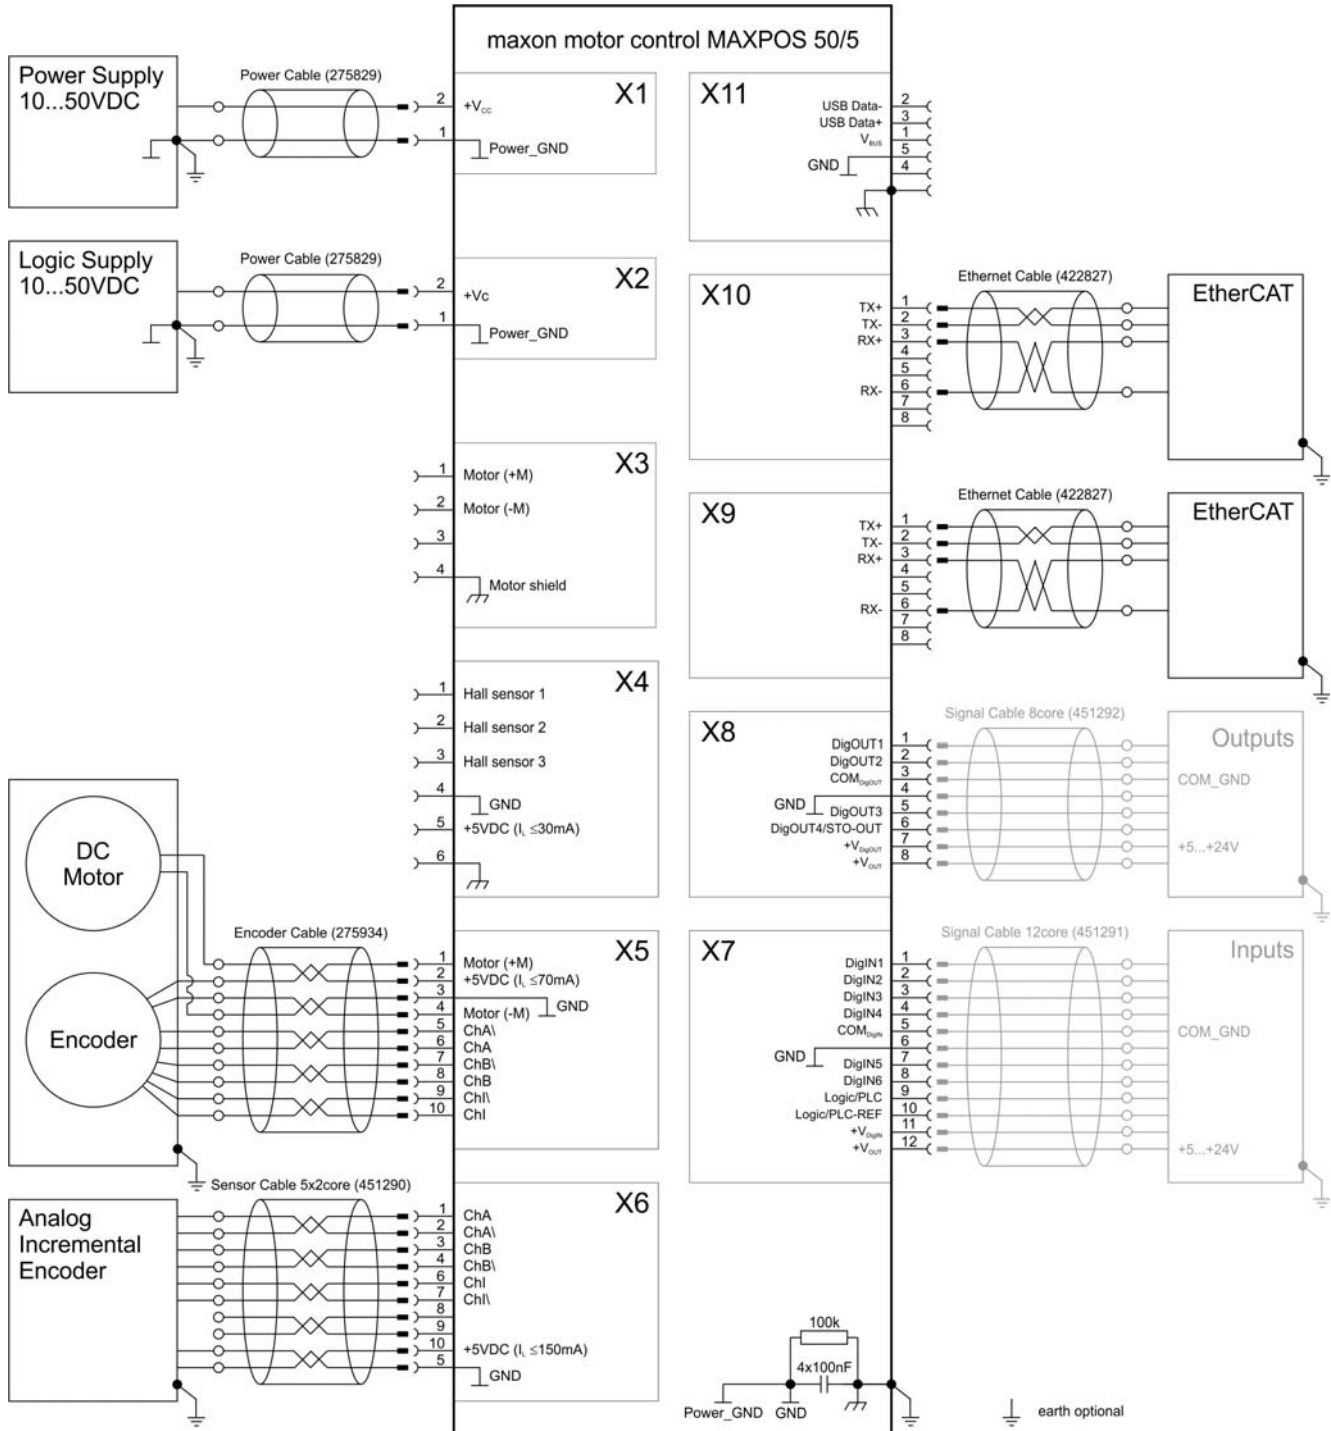 maxon motor control MAXPOS 50/5
Power Supply
10...50VDC
Power Cable (275829)
X1
2
+Vcc
1
Power_GND
Logic Supply
10...50VDC
Power Cable (275829)
X2
2
+Vc
1
Power_GND
X3
1
Motor (+M)
2
Motor (-M)
3
4
Motor shield
X4
1
Hall sensor 1
2
Hall sensor 2
3
Hall sensor 3
4
GND
5
+5VDC (IL ≤30mA)
6
DC
Motor
Encoder
Encoder Cable (275934)
X5
1
Motor (+M)
2
+5VDC (IL ≤70mA)
3
GND
4
Motor (-M)
5
ChA\
6
ChA
7
ChB\
8
ChB
9
ChI\
10
ChI
Analog
Incremental
Encoder
Sensor Cable 5x2core (451290)
X6
1
ChA
2
ChA\
3
ChB
4
ChB\
6
ChI
7
ChI\
8
9
10
+5VDC (IL ≤150mA)
5
GND
X11
USB Data-
2
USB Data+
3
VBUS
1
5
GND
4
X10
TX+
1
TX-
2
RX+
3
4
5
RX-
6
7
8
Ethernet Cable (422827)
EtherCAT
X9
TX+
1
TX-
2
RX+
3
4
5
RX-
6
7
8
Ethernet Cable (422827)
EtherCAT
X8
DigOUT1
1
DigOUT2
2
COMDigOUT
3
GND
4
DigOUT3
5
DigOUT4/STO-OUT
6
+VDigOUT
7
+VOUT
8
Signal Cable 8core (451292)
Outputs
COM_GND
+5...+24V
X7
DigIN1
1
DigIN2
2
DigIN3
3
DigIN4
4
COMDigIN
5
GND
6
DigIN5
7
DigIN6
8
Logic/PLC
9
Logic/PLC-REF
10
+VDigIN
11
+VOUT
12
Signal Cable 12core (451291)
Inputs
COM_GND
+5...+24V
100k
4x100nF
Power_GND
GND
earth optional